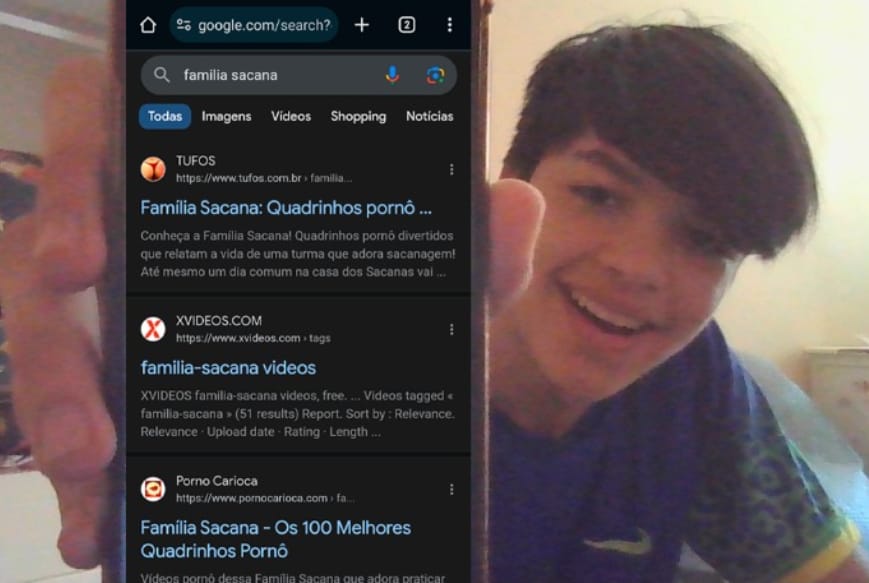 google.com/search?
2
familia sacana
Todas Imagens Vídeos Shopping Notícias
TUFOS
https://www.tufos.com.br › familia...
Família Sacana: Quadrinhos pornô ...
Conheça a Família Sacana! Quadrinhos pornô divertidos
que relatam a vida de uma turma que adora sacanagem!
Até mesmo um dia comum na casa dos Sacanas vai ...
XVIDEOS.COM
https://www.xvideos.com › tags
familia-sacana videos
XVIDEOS familia-sacana videos, free. ... Videos tagged «
familia-sacana » (51 results) Report. Sort by : Relevance.
Relevance · Upload date · Rating · Length ...
Porno Carioca
https://www.pornocarioca.com › fa...
Família Sacana - Os 100 Melhores
Quadrinhos Pornô
Vídeos pornô dessa Família Sacana que adora praticar